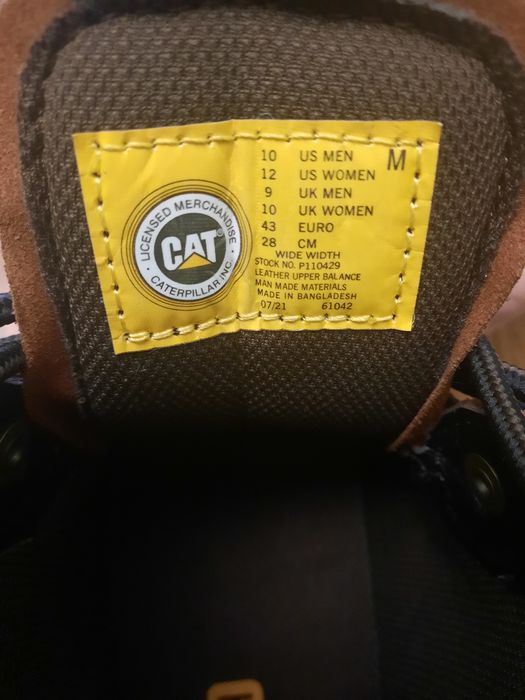 LICENSED MERCHANDISE
CAT®
CATERPILLAR INC.
M
10 US MEN
12 US WOMEN
9 UK MEN
10 UK WOMEN
43 EURO
28 CM
WIDE WIDTH
STOCK NO. P110429
LEATHER UPPER BALANCE
MAN MADE MATERIALS
MADE IN BANGLADESH
07/21 61042